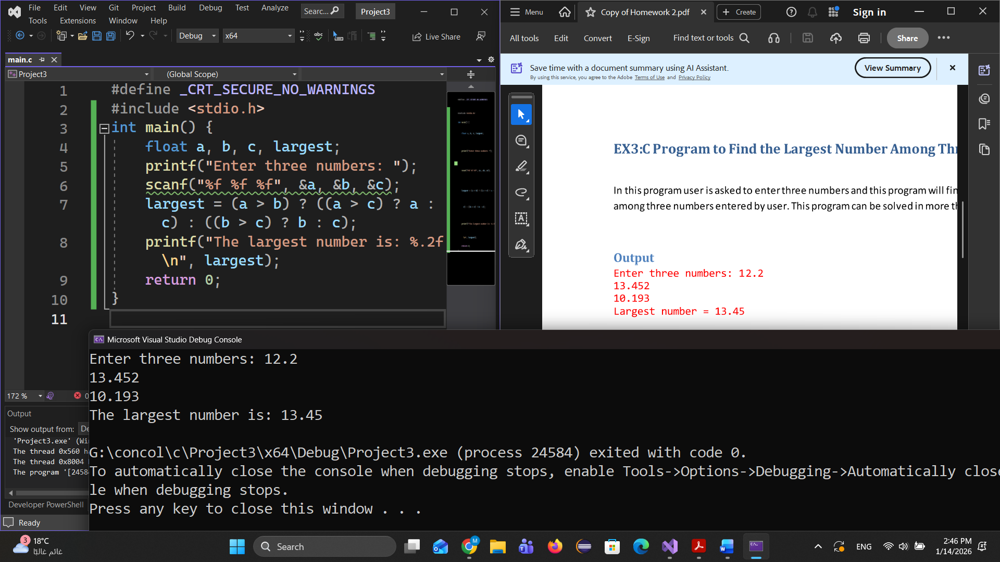 File Edit View Git Project Build Debug Test Analyze
Tools Extensions Window Help
Searc...
Project3
Debug x64 Live Share
main.c
Project3 (Global Scope)
1 #define _CRT_SECURE_NO_WARNINGS
2 #include <stdio.h>
3 int main() {
4 float a, b, c, largest;
5 printf("Enter three numbers: ");
6 scanf("%f %f %f", &a, &b, &c);
7 largest = (a > b) ? ((a > c) ? a :
c) : ((b > c) ? b : c);
8 printf("The largest number is: %.2f
\n", largest);
9 return 0;
10 }
11
172 % 0
Output
Show output from: De
'Project3.exe' (Wi
The thread 0x560 h
The thread 0x8004
The program '[2458
Developer PowerShell
Ready
Menu Copy of Homework 2.pdf Create Sign in
All tools Edit Convert E-Sign Find text or tools Share
Save time with a document summary using AI Assistant.
By using this service, you agree to the Adobe Terms of Use and Privacy Policy
View Summary
EX3:C Program to Find the Largest Number Among Thr
In this program user is asked to enter three numbers and this program will fin
among three numbers entered by user. This program can be solved in more th
Output
Enter three numbers: 12.2
13.452
10.193
Largest number = 13.45
Microsoft Visual Studio Debug Console
Enter three numbers: 12.2
13.452
10.193
The largest number is: 13.45
G:\concol\c\Project3\x64\Debug\Project3.exe (process 24584) exited with code 0.
To automatically close the console when debugging stops, enable Tools->Options->Debugging->Automatically close
le when debugging stops.
Press any key to close this window . . .
3 18°C
غائم غالبًا
Search
M
ENG
2:46 PM
1/14/2026